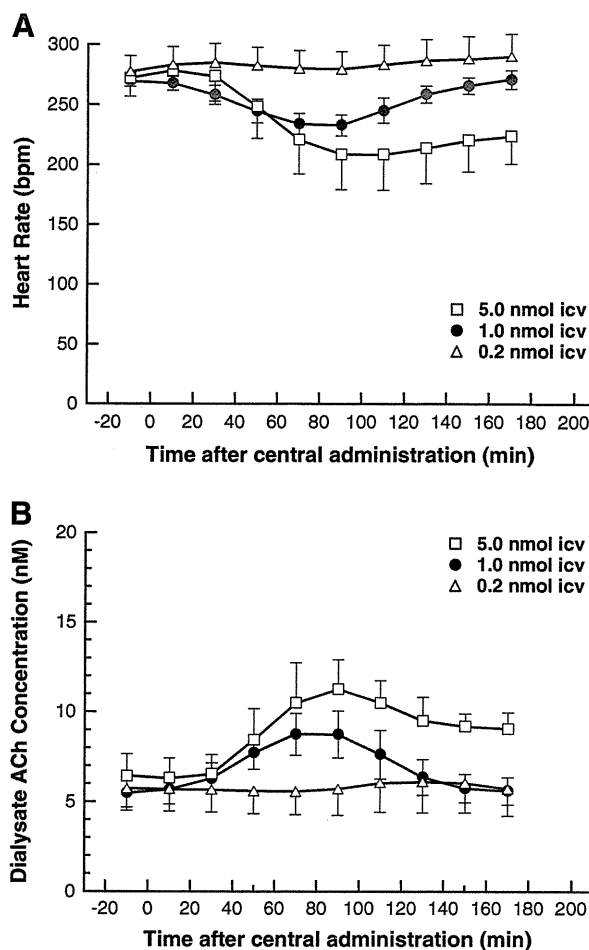 A
300
250
200
150
100
50
0
Heart Rate (bpm)
5.0 nmol icv
1.0 nmol icv
0.2 nmol icv
-20 0 20 40 60 80 100 120 140 160 180 200
Time after central administration (min)
B
20
15
10
5
0
Dialysate ACh Concentration (nM)
5.0 nmol icv
1.0 nmol icv
0.2 nmol icv
-20 0 20 40 60 80 100 120 140 160 180 200
Time after central administration (min)